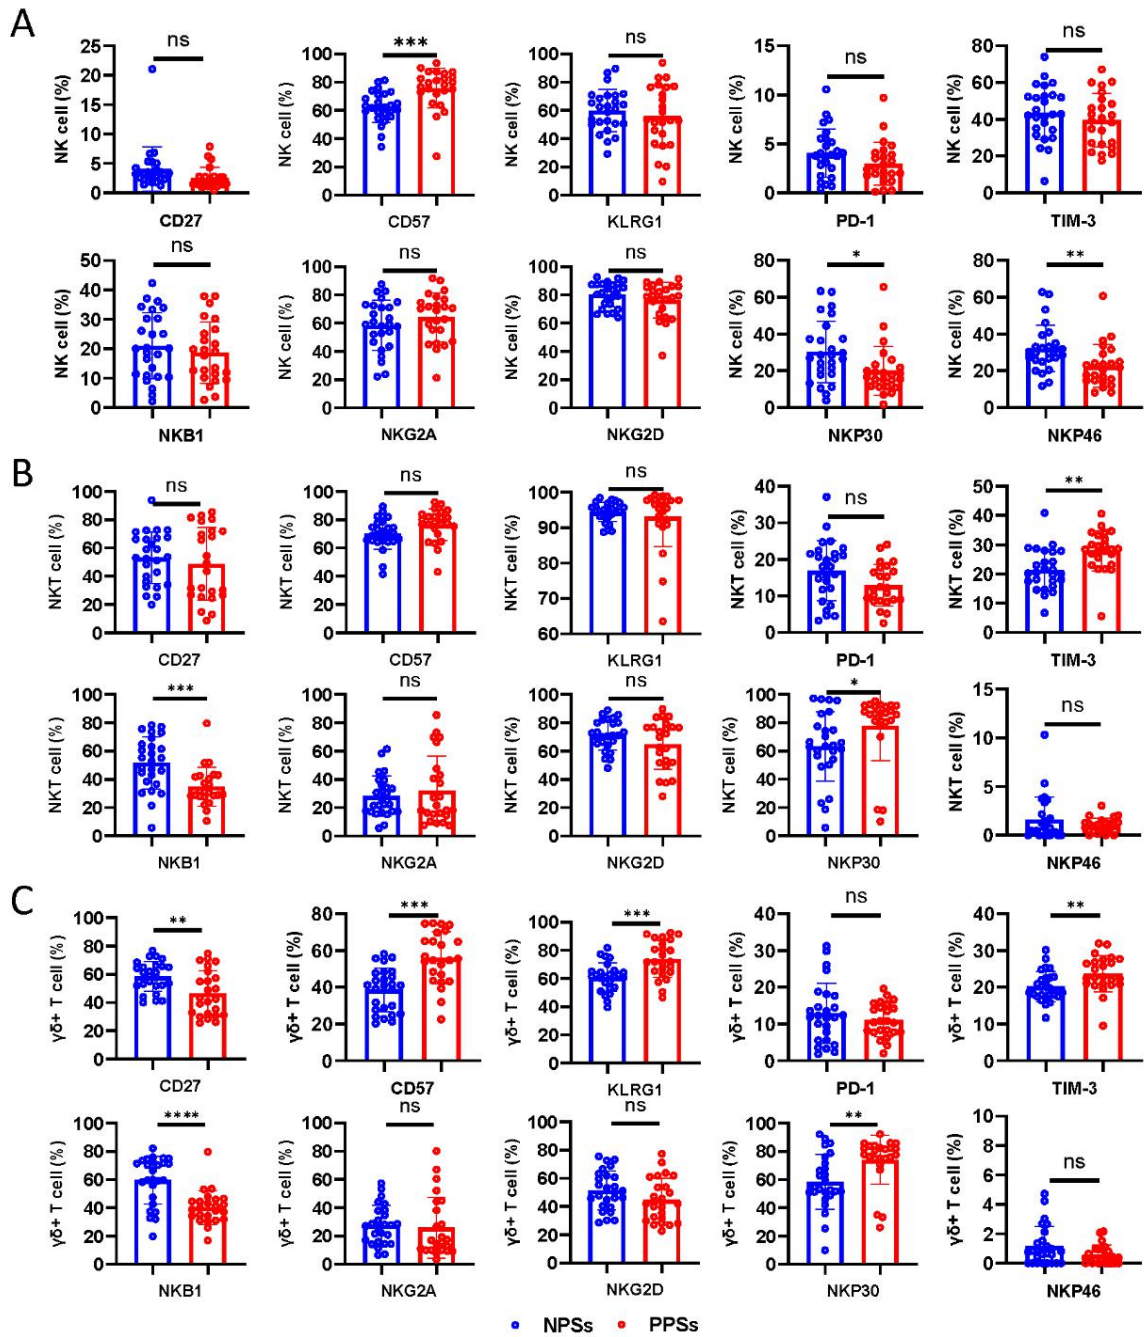 A
ns
*** 
ns
ns
ns
25
20
15
10
5
0
NK cell (%)
CD27
100
80
60
40
20
0
NK cell (%)
CD57
100
80
60
40
20
0
NK cell (%)
KLRG1
15
10
5
0
NK cell (%)
PD-1
80
60
40
20
0
NK cell (%)
TIM-3
ns
ns
ns
*
**
50
40
30
20
10
0
NK cell (%)
NKB1
100
80
60
40
20
0
NK cell (%)
NKG2A
100
80
60
40
20
0
NK cell (%)
NKG2D
80
60
40
20
0
NK cell (%)
NKP30
80
60
40
20
0
NK cell (%)
NKP46
B
ns
ns
ns
ns
**
100
80
60
40
20
0
NKT cell (%)
CD27
100
80
60
40
20
0
NKT cell (%)
CD57
100
90
80
70
60
NKT cell (%)
KLRG1
40
30
20
10
0
NKT cell (%)
PD-1
50
40
30
20
10
0
NKT cell (%)
TIM-3
***
ns
ns
*
ns
100
80
60
40
20
0
NKT cell (%)
NKB1
100
80
60
40
20
0
NKT cell (%)
NKG2A
100
80
60
40
20
0
NKT cell (%)
NKG2D
100
80
60
40
20
0
NKT cell (%)
NKP30
15
10
5
0
NKT cell (%)
NKP46
C
**
***
***
ns
**
100
80
60
40
20
0
γδ+ T cell (%)
CD27
80
60
40
20
0
γδ+ T cell (%)
CD57
100
80
60
40
20
0
γδ+ T cell (%)
KLRG1
40
30
20
10
0
γδ+ T cell (%)
PD-1
40
30
20
10
0
γδ+ T cell (%)
TIM-3
****
ns
ns
**
ns
100
80
60
40
20
0
γδ+ T cell (%)
NKB1
100
80
60
40
20
0
γδ+ T cell (%)
NKG2A
100
80
60
40
20
0
γδ+ T cell (%)
NKG2D
100
80
60
40
20
0
γδ+ T cell (%)
NKP30
10
8
6
4
2
0
γδ+ T cell (%)
NKP46
NPSs
PPSs